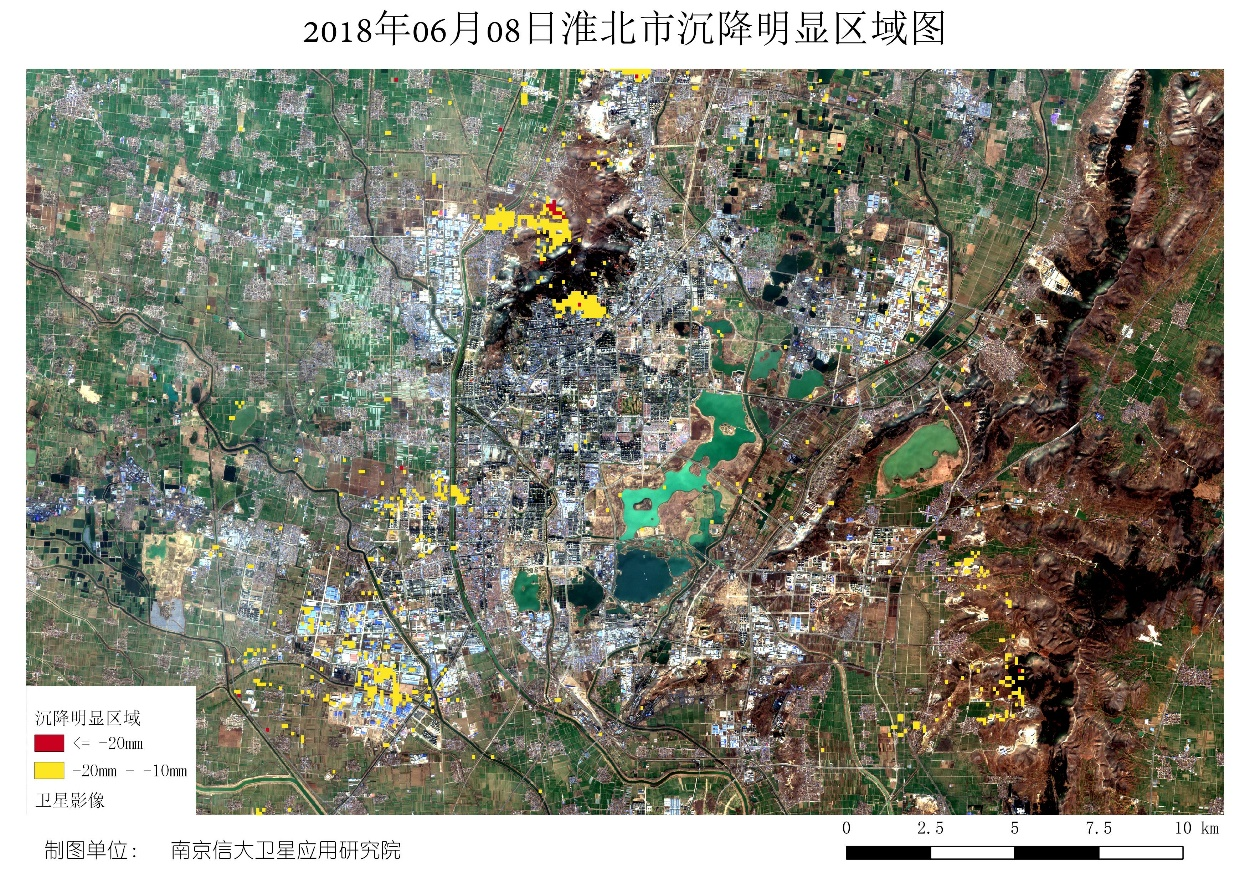 2018年06月08日淮北市沉降明显区域图
沉降明显区域
<= -20mm
-20mm - -10mm
卫星影像
0 2.5 5 7.5 10 km
制图单位： 南京信大卫星应用研究院